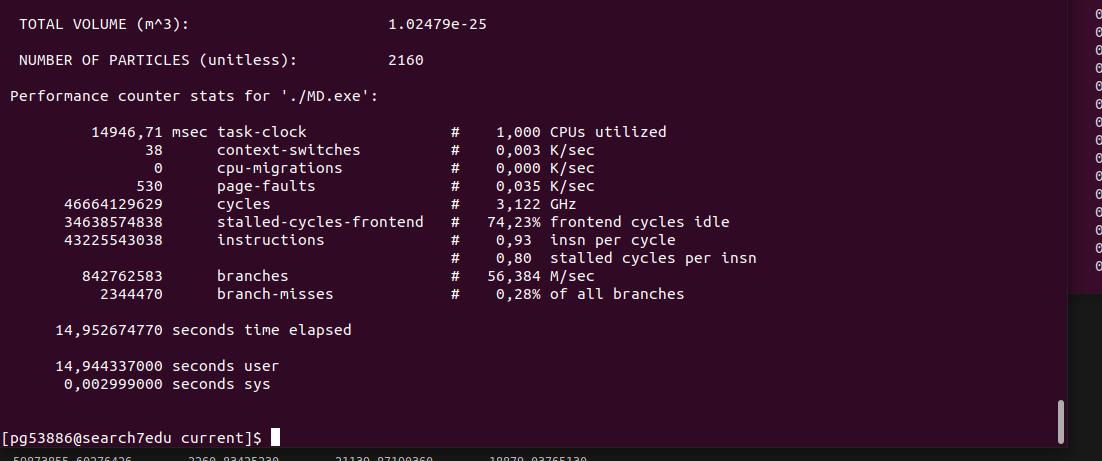 TOTAL VOLUME (m^3): 1.02479e-25
NUMBER OF PARTICLES (unitless): 2160
Performance counter stats for './MD.exe':
14946,71 msec task-clock # 1,000 CPUs utilized
38 context-switches # 0,003 K/sec
0 cpu-migrations # 0,000 K/sec
530 page-faults # 0,035 K/sec
46664129629 cycles # 3,122 GHz
34638574838 stalled-cycles-frontend # 74,23% frontend cycles idle
43225543038 instructions # 0,93 insn per cycle
# 0,80 stalled cycles per insn
842762583 branches # 56,384 M/sec
2344470 branch-misses # 0,28% of all branches
14,952674770 seconds time elapsed
14,944337000 seconds user
0,002999000 seconds sys
[pg53886@search7edu current]$